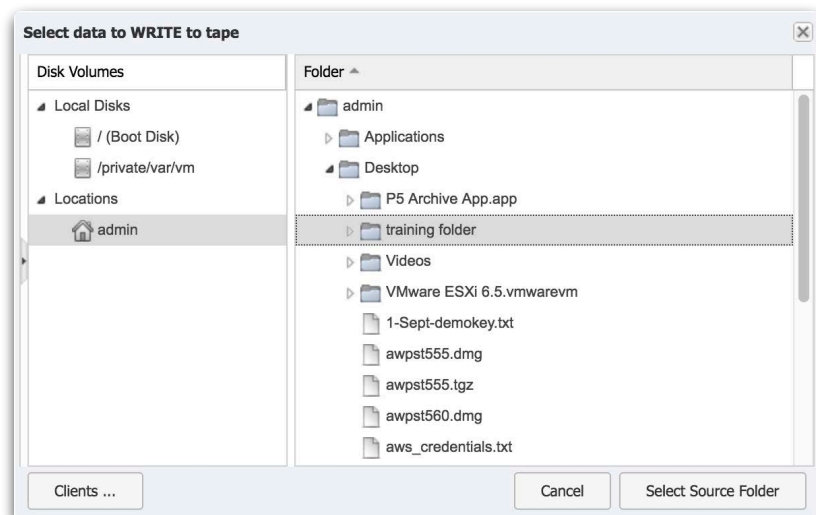 Select data to WRITE to tape
Disk Volumes
Local Disks
/ (Boot Disk)
/private/var/vm
Locations
admin
Folder
admin
Applications
Desktop
P5 Archive App.app
training folder
Videos
VMware ESXi 6.5.vmwarevm
1-Sept-demokey.txt
awpst555.dmg
awpst555.tgz
awpst560.dmg
aws_credentials.txt
Clients ...
Cancel
Select Source Folder